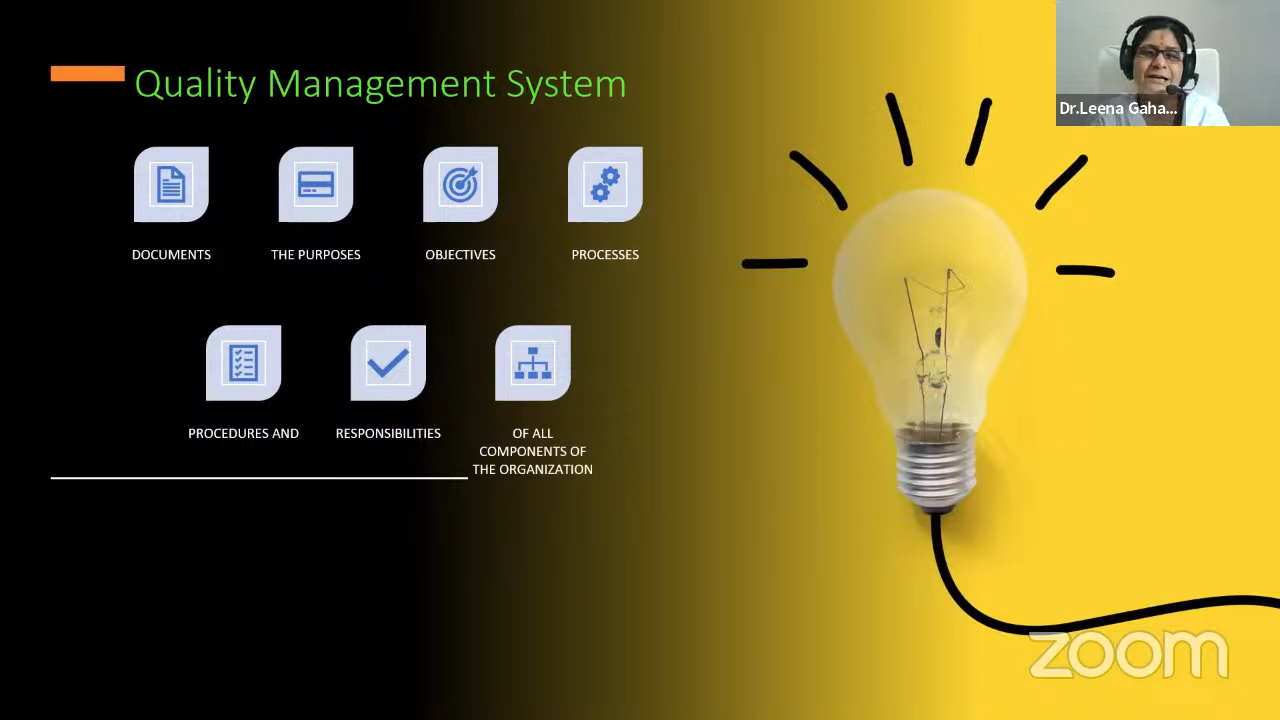 Quality Management System
DOCUMENTS
THE PURPOSES
OBJECTIVES
PROCESSES
PROCEDURES AND
RESPONSIBILITIES
OF ALL
COMPONENTS OF
THE ORGANIZATION
Dr.Leena Gaha...
zoom